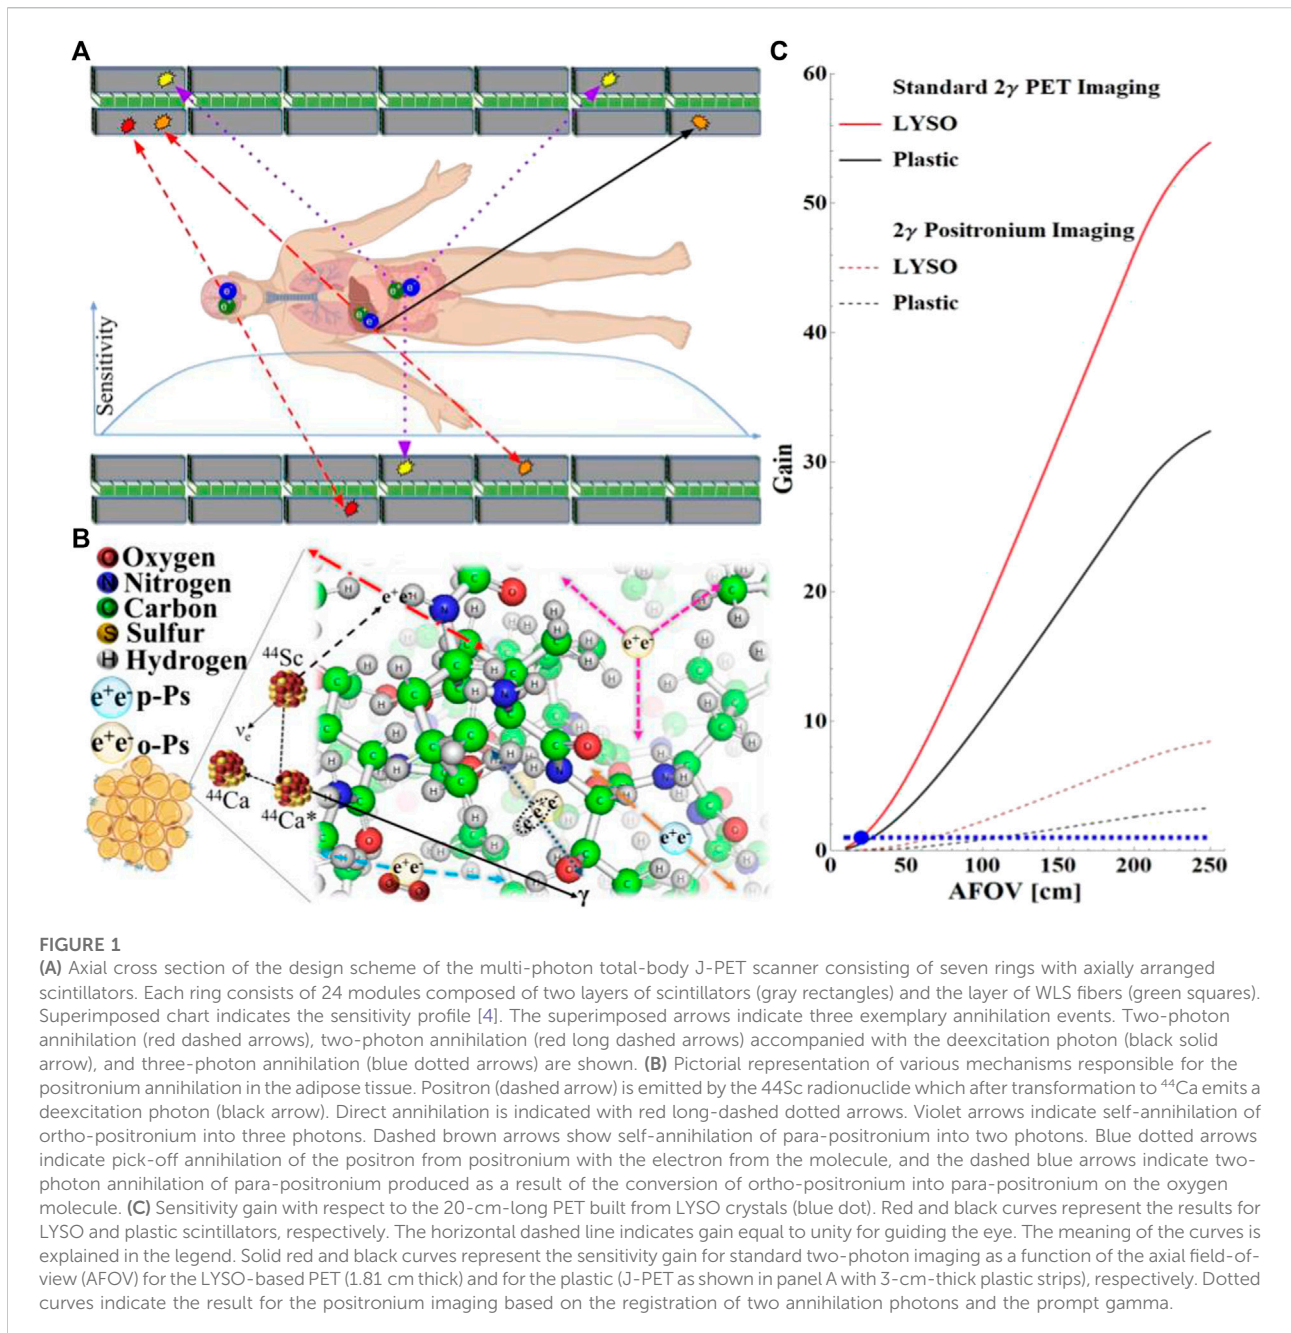 A
Sensitivity
e⁻
e⁺
e⁺
e⁻
e⁺
e⁻
B
O Oxygen
N Nitrogen
C Carbon
S Sulfur
H Hydrogen
e⁺e⁻ p-Ps
e⁺e⁻ o-Ps
⁴⁴Sc
νe
⁴⁴Ca
⁴⁴Ca*
e⁺e⁻
e⁺e⁻
e⁺e⁻
e⁺e⁻
γ
C
Standard 2γ PET Imaging
LYSO
Plastic
2γ Positronium Imaging
LYSO
Plastic
Gain
60
50
40
30
20
10
0
0 50 100 150 200 250
AFOV [cm]
FIGURE 1
(A) Axial cross section of the design scheme of the multi-photon total-body J-PET scanner consisting of seven rings with axially arranged
scintillators. Each ring consists of 24 modules composed of two layers of scintillators (gray rectangles) and the layer of WLS fibers (green squares).
Superimposed chart indicates the sensitivity profile [4]. The superimposed arrows indicate three exemplary annihilation events. Two-photon
annihilation (red dashed arrows), two-photon annihilation (red long dashed arrows) accompanied with the deexcitation photon (black solid
arrow), and three-photon annihilation (blue dotted arrows) are shown. (B) Pictorial representation of various mechanisms responsible for the
positronium annihilation in the adipose tissue. Positron (dashed arrow) is emitted by the 44Sc radionuclide which after transformation to ⁴⁴Ca emits a
deexcitation photon (black arrow). Direct annihilation is indicated with red long-dashed dotted arrows. Violet arrows indicate self-annihilation of
ortho-positronium into three photons. Dashed brown arrows show self-annihilation of para-positronium into two photons. Blue dotted arrows
indicate pick-off annihilation of the positron from positronium with the electron from the molecule, and the dashed blue arrows indicate two-
photon annihilation of para-positronium produced as a result of the conversion of ortho-positronium into para-positronium on the oxygen
molecule. (C) Sensitivity gain with respect to the 20-cm-long PET built from LYSO crystals (blue dot). Red and black curves represent the results for
LYSO and plastic scintillators, respectively. The horizontal dashed line indicates gain equal to unity for guiding the eye. The meaning of the curves is
explained in the legend. Solid red and black curves represent the sensitivity gain for standard two-photon imaging as a function of the axial field-of-
view (AFOV) for the LYSO-based PET (1.81 cm thick) and for the plastic (J-PET as shown in panel A with 3-cm-thick plastic strips), respectively. Dotted
curves indicate the result for the positronium imaging based on the registration of two annihilation photons and the prompt gamma.